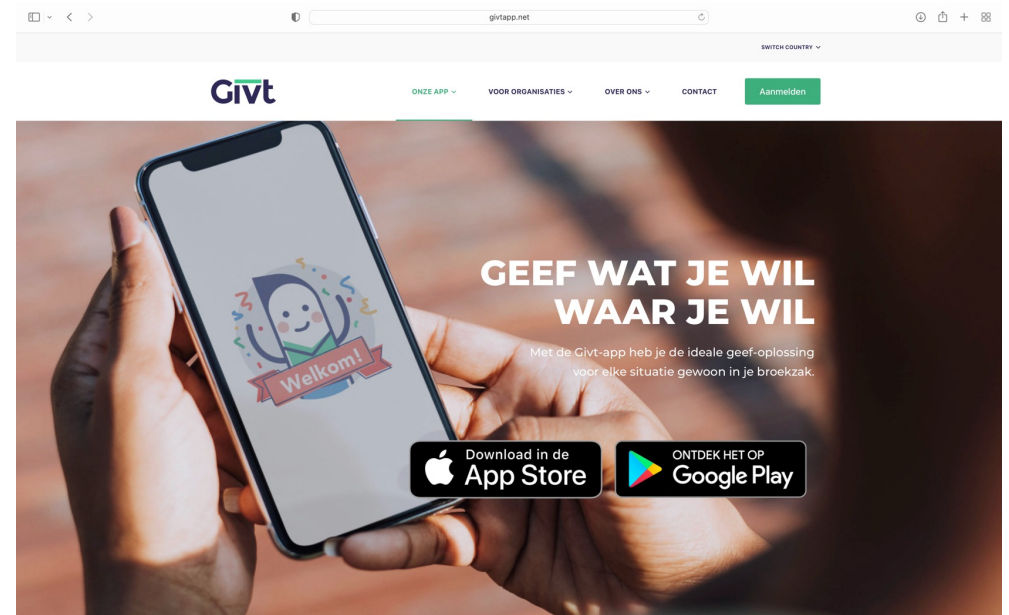 givtapp.net
SWITCH COUNTRY
Givt
ONZE APP
VOOR ORGANISATIES
OVER ONS
CONTACT
Aanmelden
GEEF WAT JE WIL
WAAR JE WIL
Met de Givt-app heb je de ideale geef-oplossing
voor elke situatie gewoon in je broekzak.
Welkom!
Download in de
App Store
ONTDEK HET OP
Google Play